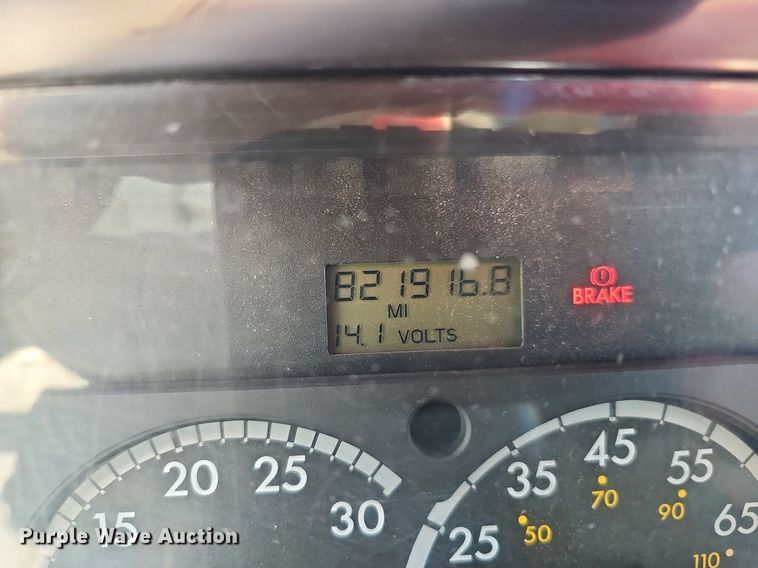 821916.8
MI
14.1 VOLTS
BRAKE
15 20 25 30
25 35 45 55 65
50 70 90 110
Purple Wave Auction